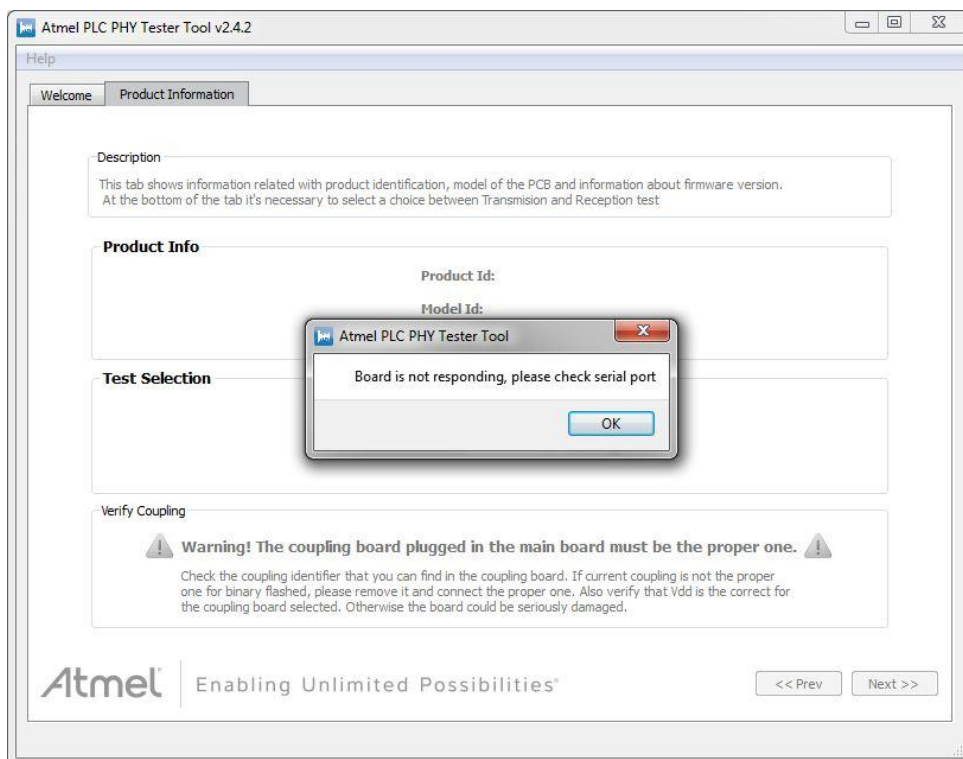 Atmel PLC PHY Tester Tool v2.4.2
Help
Welcome
Product Information
Description
This tab shows information related with product identification, model of the PCB and information about firmware version.
At the bottom of the tab it's necessary to select a choice between Transmision and Reception test
Product Info
Product Id:
Model Id:
Atmel PLC PHY Tester Tool
Board is not responding, please check serial port
OK
Test Selection
Verify Coupling
Warning! The coupling board plugged in the main board must be the proper one.
Check the coupling identifier that you can find in the coupling board. If current coupling is not the proper
one for binary flashed, please remove it and connect the proper one. Also verify that Vdd is the correct for
the coupling board selected. Otherwise the board could be seriously damaged.
Atmel® Enabling Unlimited Possibilities®
<< Prev
Next >>